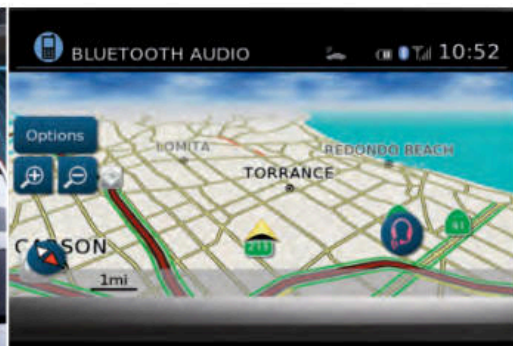 BLUETOOTH AUDIO 10:52
Options
LOMITA
REDONDO BEACH
TORRANCE
CARSON
1mi